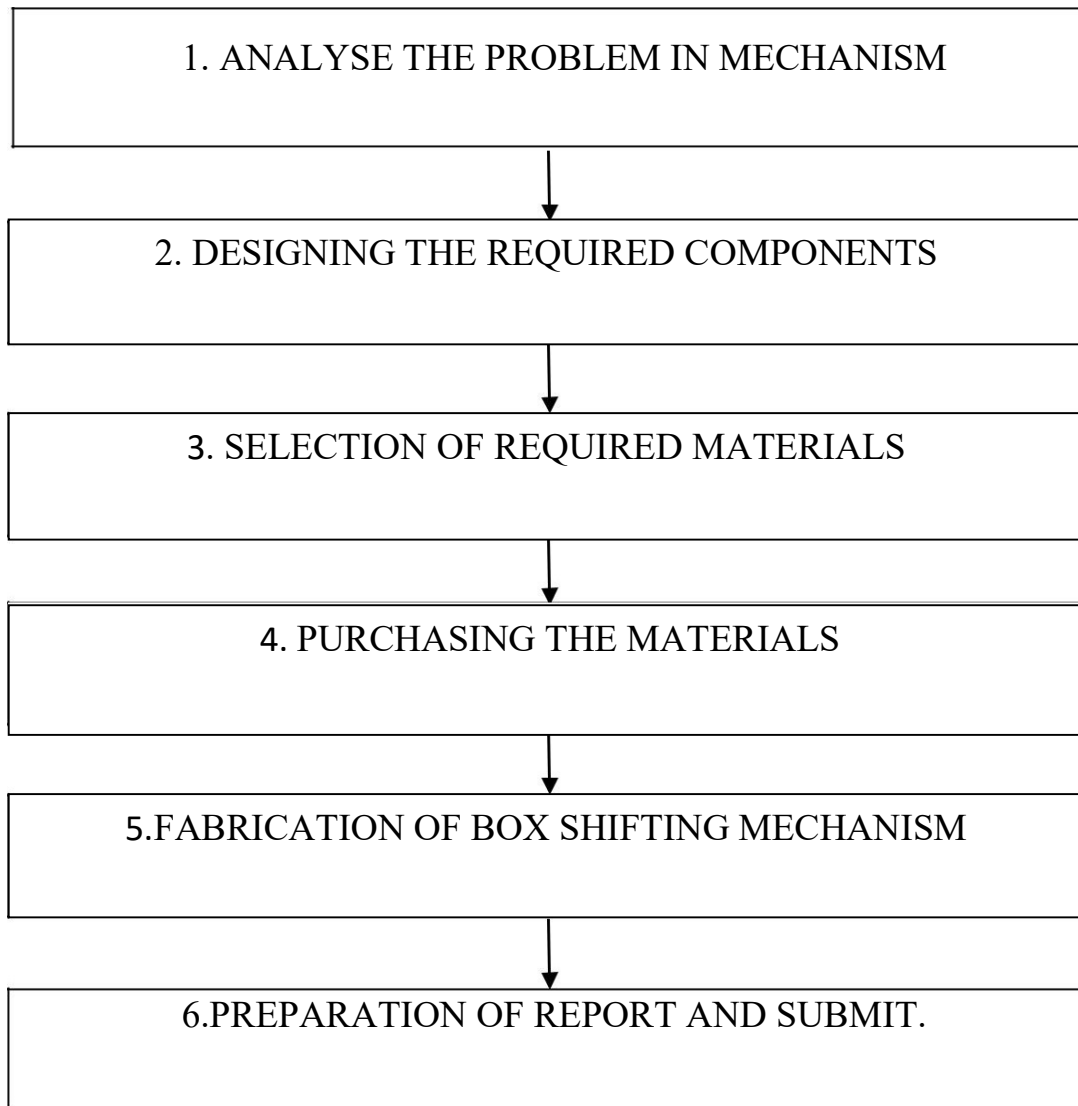 1. ANALYSE THE PROBLEM IN MECHANISM
2. DESIGNING THE REQUIRED COMPONENTS
3. SELECTION OF REQUIRED MATERIALS
4. PURCHASING THE MATERIALS
5.FABRICATION OF BOX SHIFTING MECHANISM
6.PREPARATION OF REPORT AND SUBMIT.